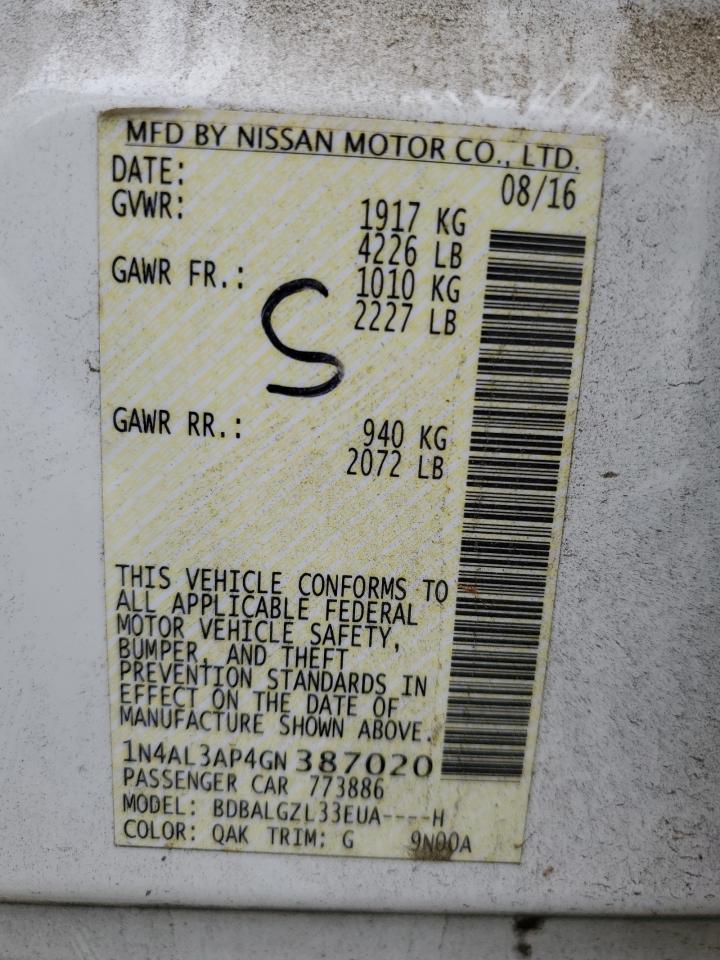 MFD BY NISSAN MOTOR CO., LTD.
DATE: 08/16
GVWR: 1917 KG
4226 LB
GAWR FR.: 1010 KG
2227 LB
S
GAWR RR.: 940 KG
2072 LB
THIS VEHICLE CONFORMS TO
ALL APPLICABLE FEDERAL
MOTOR VEHICLE SAFETY,
BUMPER, AND THEFT
PREVENTION STANDARDS IN
EFFECT ON THE DATE OF
MANUFACTURE SHOWN ABOVE.
1N4AL3AP4GN387020
PASSENGER CAR 773886
MODEL: BDBALGZL33EUA----H
COLOR: QAK TRIM: G 9N00A